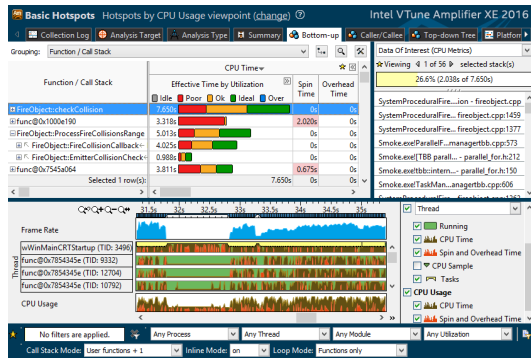 Basic Hotspots Hotspots by CPU Usage viewpoint (change) Intel VTune Amplifier XE 2016
Collection Log Analysis Target Analysis Type Summary Bottom-up Caller/Callee Top-down Tree Platform
Grouping: Function / Call Stack
Function / Call Stack
CPU Time
Effective Time by Utilization
Idle Poor Ok Ideal Over
Spin Time
Overhead Time
FireObject::checkCollision 7.650s 0s 0s
func@0x1000e190 3.318s 2.020s 0s
FireObject::ProcessFireCollisionsRange 5.013s 0s 0s
FireObject::FireCollisionCallback 4.025s 0s 0s
FireObject::EmitterCollisionCheck 0.988s 0s 0s
func@0x7545a064 3.811s 0.675s 0s
Selected 1 row(s): 7.650s 0s 0s
Data Of Interest (CPU Metrics)
Viewing 1 of 56 selected stack(s)
26.6% (2.038s of 7.650s)
SystemProceduralFire...ion - fireobject.cpp
SystemProceduralFire... fireobject.cpp:1459
SystemProceduralFire... fireobject.cpp:1377
Smoke.exe!ParallelF...managertbb.cpp:573
Smoke.exe![TBB parall... - parallel_for.h:212
Smoke.exe!tbb::intern... - parallel_for.h:150
Smoke.exe!TaskMan...anagertbb.cpp:606
31.5s 32s 32.5s 33s 33.5s 34s 34.5s 35s
Frame Rate
Thread
wWinMainCRTStartup (TID: 3496)
func@0x7854345e (TID: 9332)
func@0x7854345e (TID: 12704)
func@0x7854345e (TID: 10792)
CPU Usage
Thread
Running
CPU Time
Spin and Overhead Time
CPU Sample
Tasks
CPU Usage
CPU Time
Spin and Overhead Time
No filters are applied. Any Process Any Thread Any Module Any Utilization
Call Stack Mode: User functions + 1 Inline Mode: on Loop Mode: Functions only